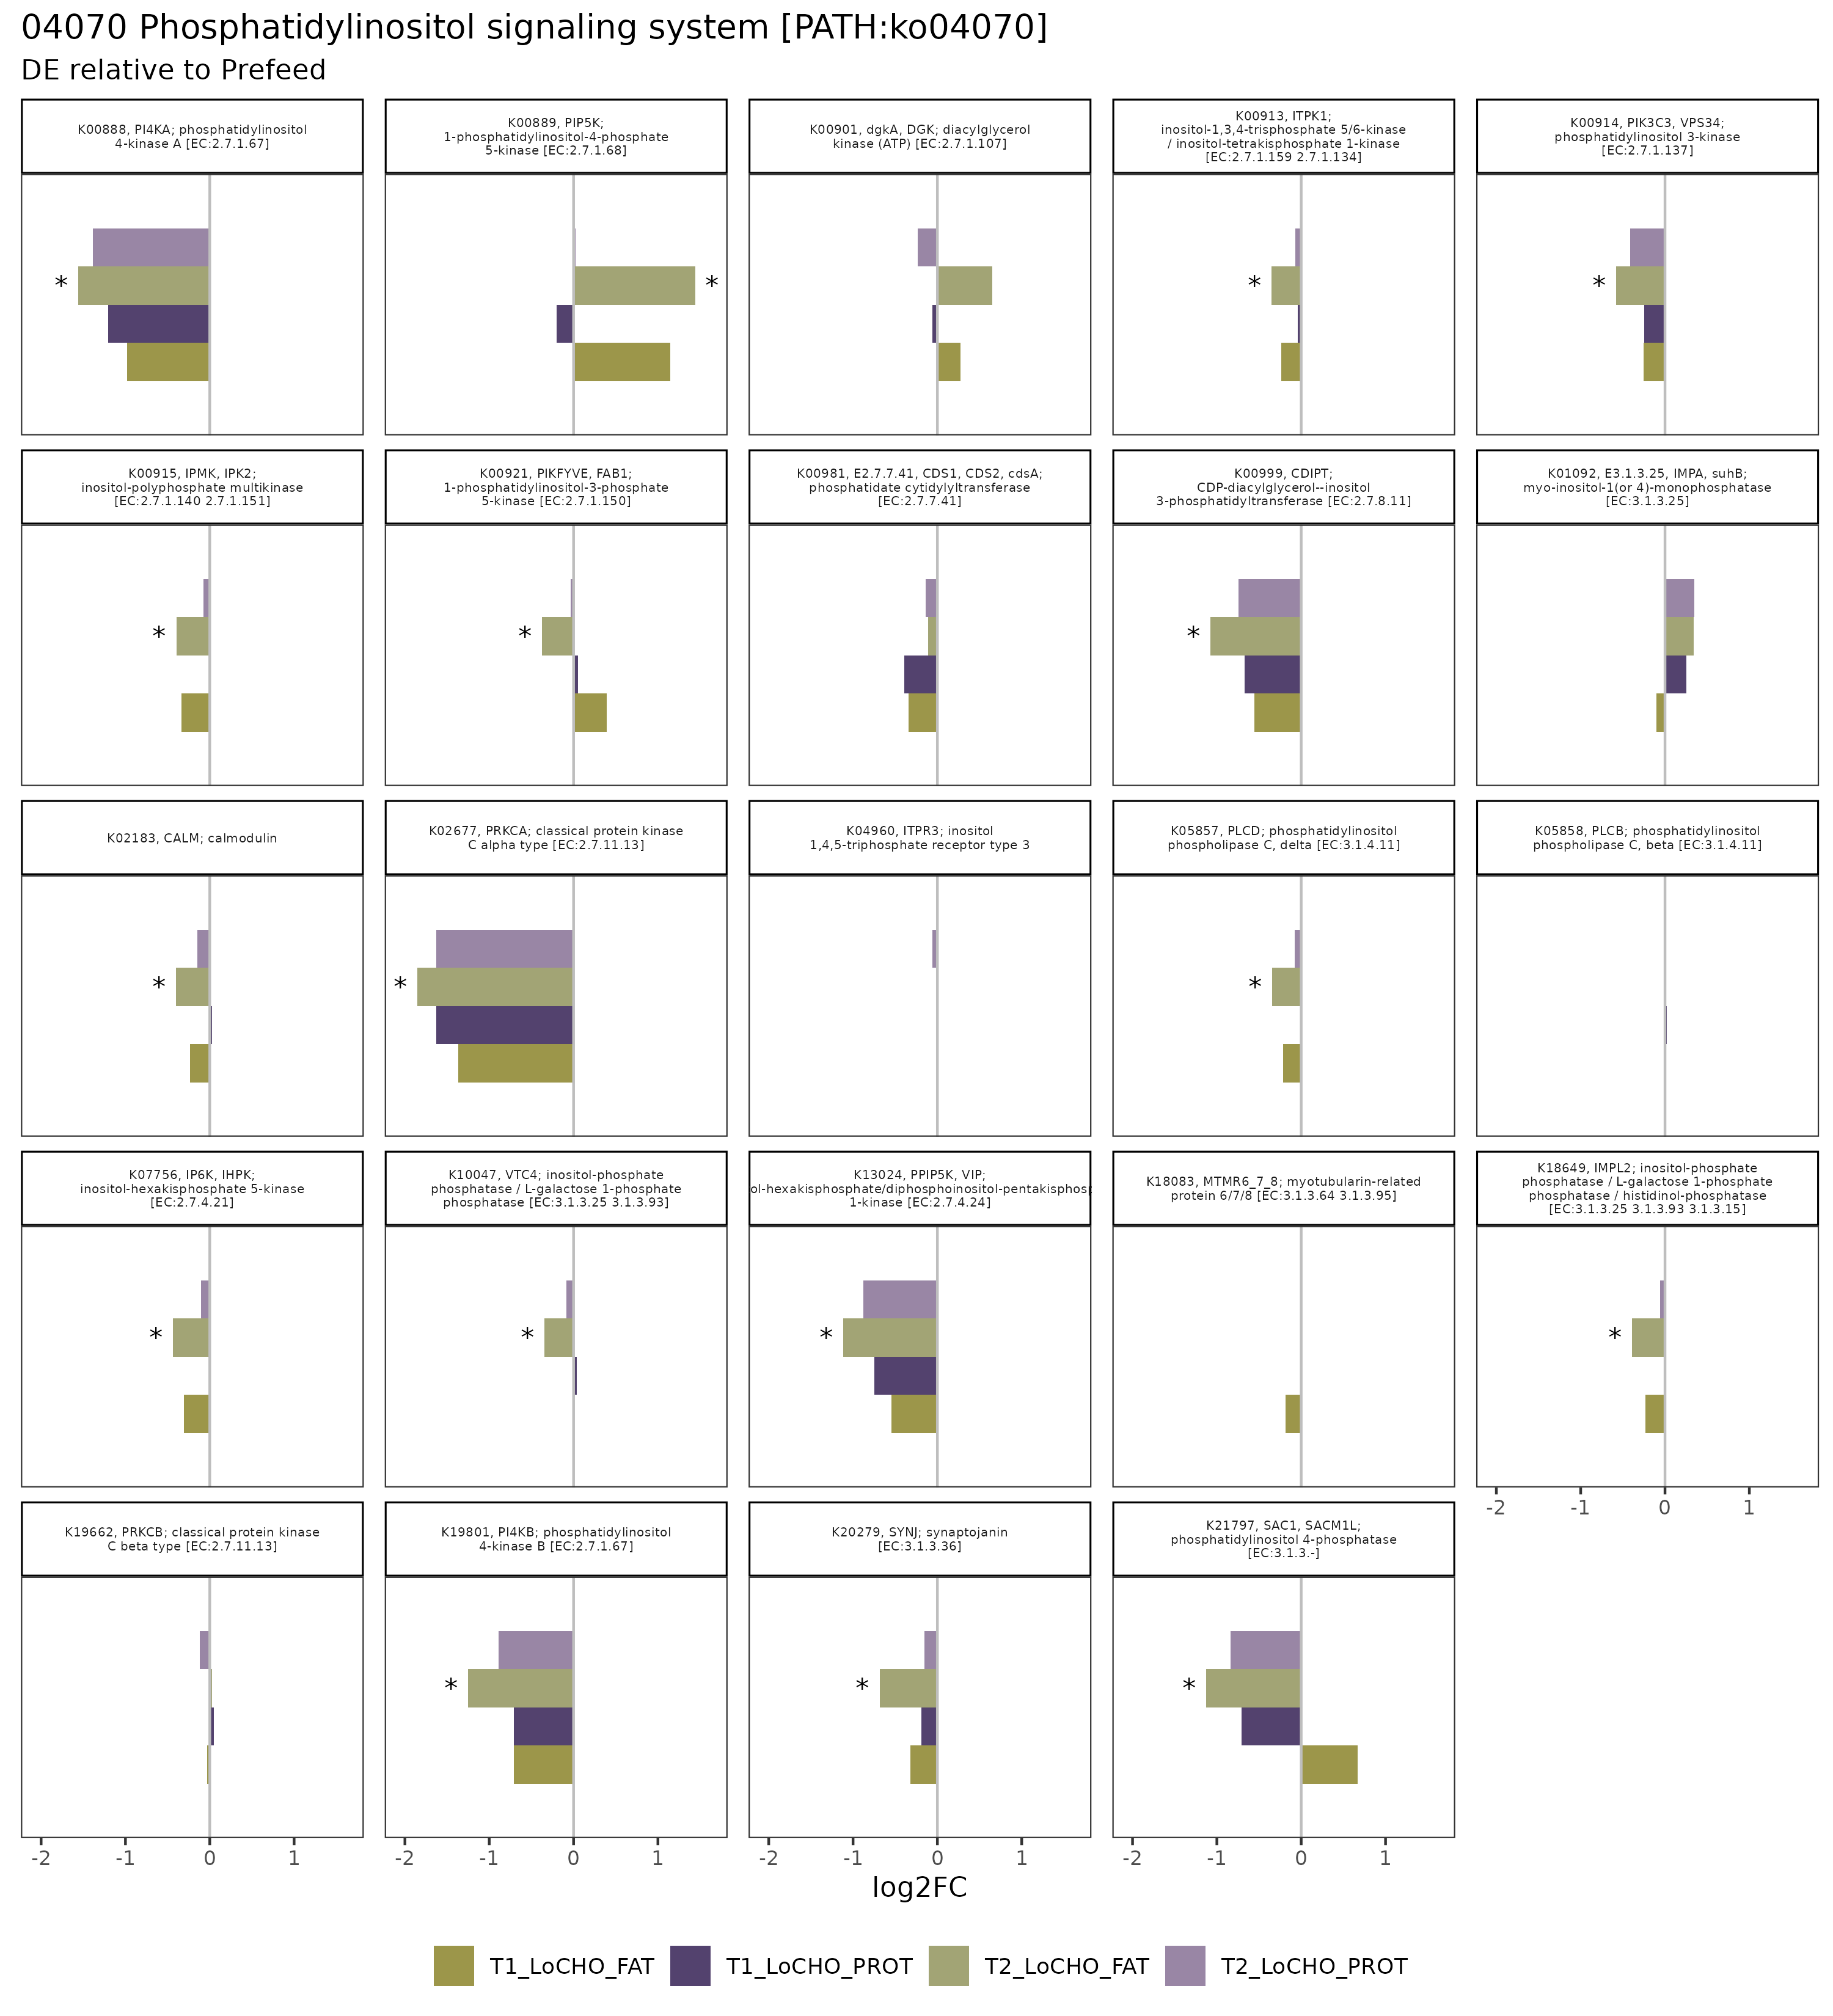 04070 Phosphatidylinositol signaling system [PATH:ko04070]
DE relative to Prefeed
K00888, PI4KA; phosphatidylinositol
4-kinase A [EC:2.7.1.67]
K00889, PIP5K;
1-phosphatidylinositol-4-phosphate
5-kinase [EC:2.7.1.68]
K00901, dgkA, DGK; diacylglycerol
kinase (ATP) [EC:2.7.1.107]
K00913, ITPK1;
inositol-1,3,4-trisphosphate 5/6-kinase
/ inositol-tetrakisphosphate 1-kinase
[EC:2.7.1.159 2.7.1.134]
K00914, PIK3C3, VPS34;
phosphatidylinositol 3-kinase
[EC:2.7.1.137]
*
*
*
*
K00915, IPMK, IPK2;
inositol-polyphosphate multikinase
[EC:2.7.1.140 2.7.1.151]
K00921, PIKFYVE, FAB1;
1-phosphatidylinositol-3-phosphate
5-kinase [EC:2.7.1.150]
K00981, E2.7.7.41, CDS1, CDS2, cdsA;
phosphatidate cytidylyltransferase
[EC:2.7.7.41]
K00999, CDIPT;
CDP-diacylglycerol--inositol
3-phosphatidyltransferase [EC:2.7.8.11]
K01092, E3.1.3.25, IMPA, suhB;
myo-inositol-1(or 4)-monophosphatase
[EC:3.1.3.25]
*
*
*
K02183, CALM; calmodulin
K02677, PRKCA; classical protein kinase
C alpha type [EC:2.7.11.13]
K04960, ITPR3; inositol
1,4,5-triphosphate receptor type 3
K05857, PLCD; phosphatidylinositol
phospholipase C, delta [EC:3.1.4.11]
K05858, PLCB; phosphatidylinositol
phospholipase C, beta [EC:3.1.4.11]
*
*
*
K07756, IP6K, IHPK;
inositol-hexakisphosphate 5-kinase
[EC:2.7.4.21]
K10047, VTC4; inositol-phosphate
phosphatase / L-galactose 1-phosphate
phosphatase [EC:3.1.3.25 3.1.3.93]
K13024, PPIP5K, VIP;
ol-hexakisphosphate/diphosphoinositol-pentakisphosp
1-kinase [EC:2.7.4.24]
K18083, MTMR6_7_8; myotubularin-related
protein 6/7/8 [EC:3.1.3.64 3.1.3.95]
K18649, IMPL2; inositol-phosphate
phosphatase / L-galactose 1-phosphate
phosphatase / histidinol-phosphatase
[EC:3.1.3.25 3.1.3.93 3.1.3.15]
*
*
*
*
-2 -1 0 1
K19662, PRKCB; classical protein kinase
C beta type [EC:2.7.11.13]
K19801, PI4KB; phosphatidylinositol
4-kinase B [EC:2.7.1.67]
K20279, SYNJ; synaptojanin
[EC:3.1.3.36]
K21797, SAC1, SACM1L;
phosphatidylinositol 4-phosphatase
[EC:3.1.3.-]
*
*
*
-2 -1 0 1
-2 -1 0 1
-2 -1 0 1
-2 -1 0 1
log2FC
T1_LoCHO_FAT
T1_LoCHO_PROT
T2_LoCHO_FAT
T2_LoCHO_PROT